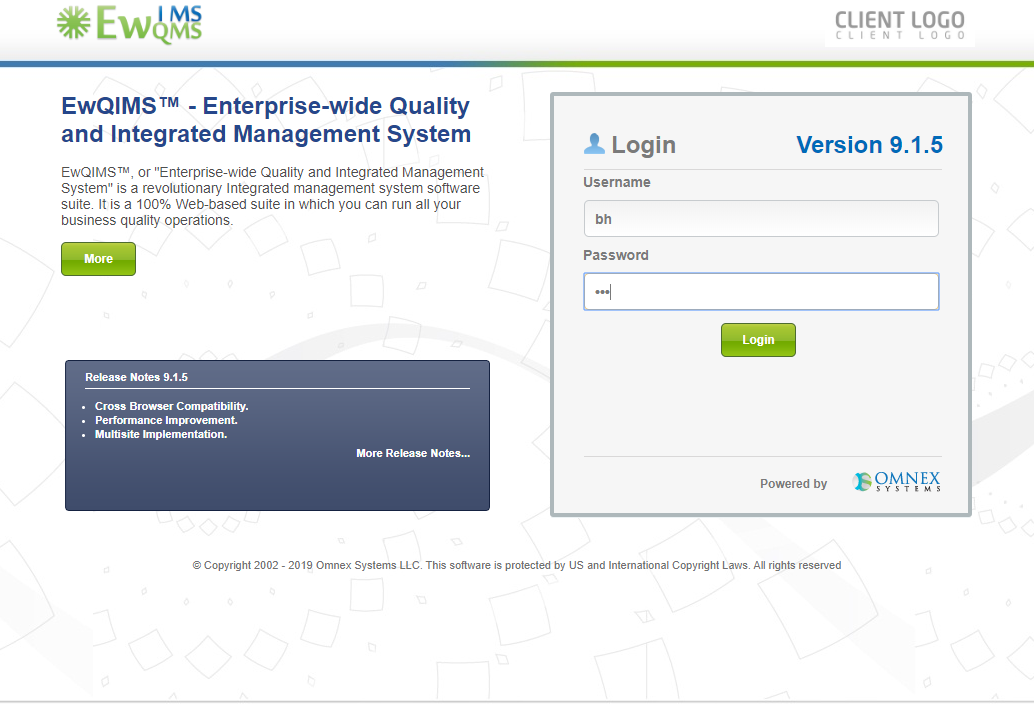 EwQIMS
IMS
QMS
CLIENT LOGO
CLIENT LOGO
EwQIMS™ - Enterprise-wide Quality
and Integrated Management System
EwQIMS™, or "Enterprise-wide Quality and Integrated Management
System" is a revolutionary Integrated management system software
suite. It is a 100% Web-based suite in which you can run all your
business quality operations.
More
Release Notes 9.1.5
• Cross Browser Compatibility.
• Performance Improvement.
• Multisite Implementation.
More Release Notes...
Login
Version 9.1.5
Username
bh
Password
•••
Login
Powered by
OMNEX
SYSTEMS
© Copyright 2002 - 2019 Omnex Systems LLC. This software is protected by US and International Copyright Laws. All rights reserved